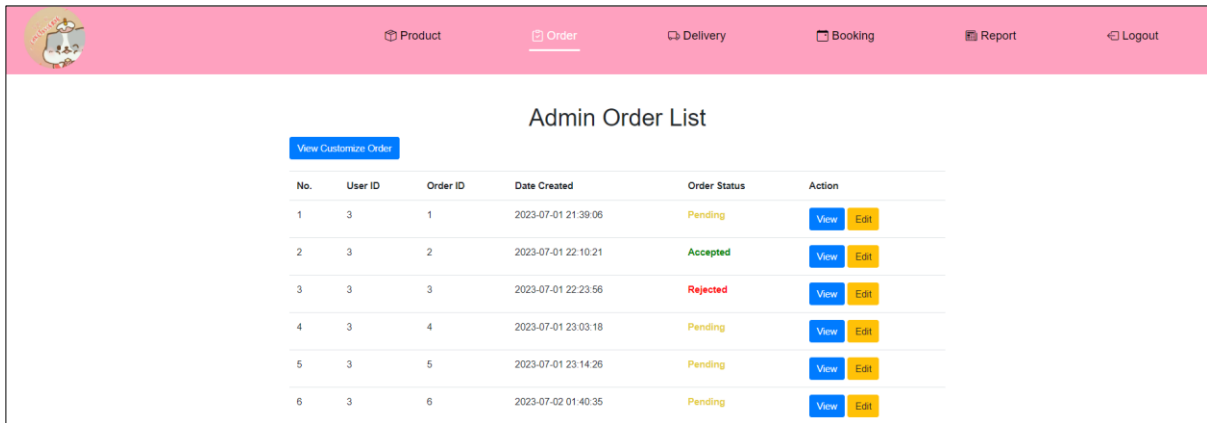 Product Order Delivery Booking Report Logout
Admin Order List
View Customize Order
No. User ID Order ID Date Created Order Status Action
1 3 1 2023-07-01 21:39:06 Pending View Edit
2 3 2 2023-07-01 22:10:21 Accepted View Edit
3 3 3 2023-07-01 22:23:56 Rejected View Edit
4 3 4 2023-07-01 23:03:18 Pending View Edit
5 3 5 2023-07-01 23:14:26 Pending View Edit
6 3 6 2023-07-02 01:40:35 Pending View Edit